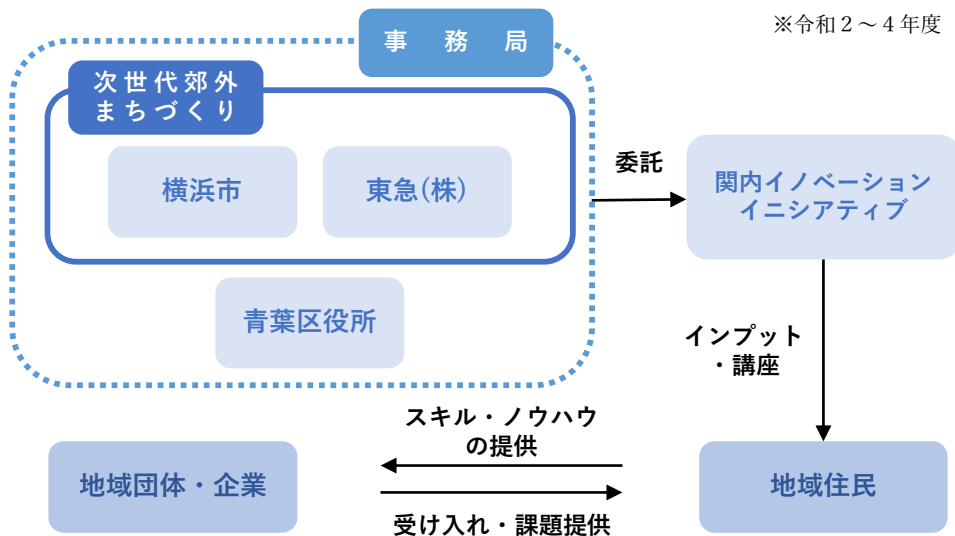 事務局
※令和２～４年度
次世代郊外
まちづくり
横浜市
東急(株)
委託
関内イノベーション
イニシアティブ
青葉区役所
インプット
・講座
スキル・ノウハウ
の提供
地域団体・企業
地域住民
受け入れ・課題提供